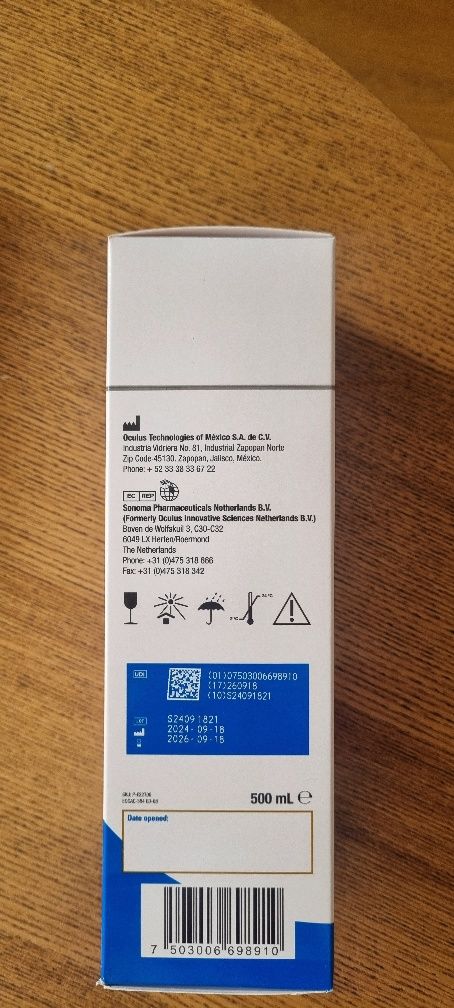 Oculus Technologies of México S.A. de C.V.
Industria Vidriera No. 81, Industrial Zapopan Norte
Zip Code 45130. Zapopan, Jalisco, México.
Phone: + 52 33 38 33 67 22
EC REP
Sonoma Pharmaceuticals Netherlands B.V.
(Formerly Oculus Innovative Sciences Netherlands B.V.)
Boven de Wolfskuil 3, C30-C32
6049 LX Herten/Roermond
The Netherlands
Phone: +31 (0)475 318 666
Fax: +31 (0)475 318 342
UDI
(01)07503006698910
(17)260918
(10)S24091821
LOT S24091821
2024-09-18
2026-09-18
500 mL ℮
Date opened:
7 503006 698910